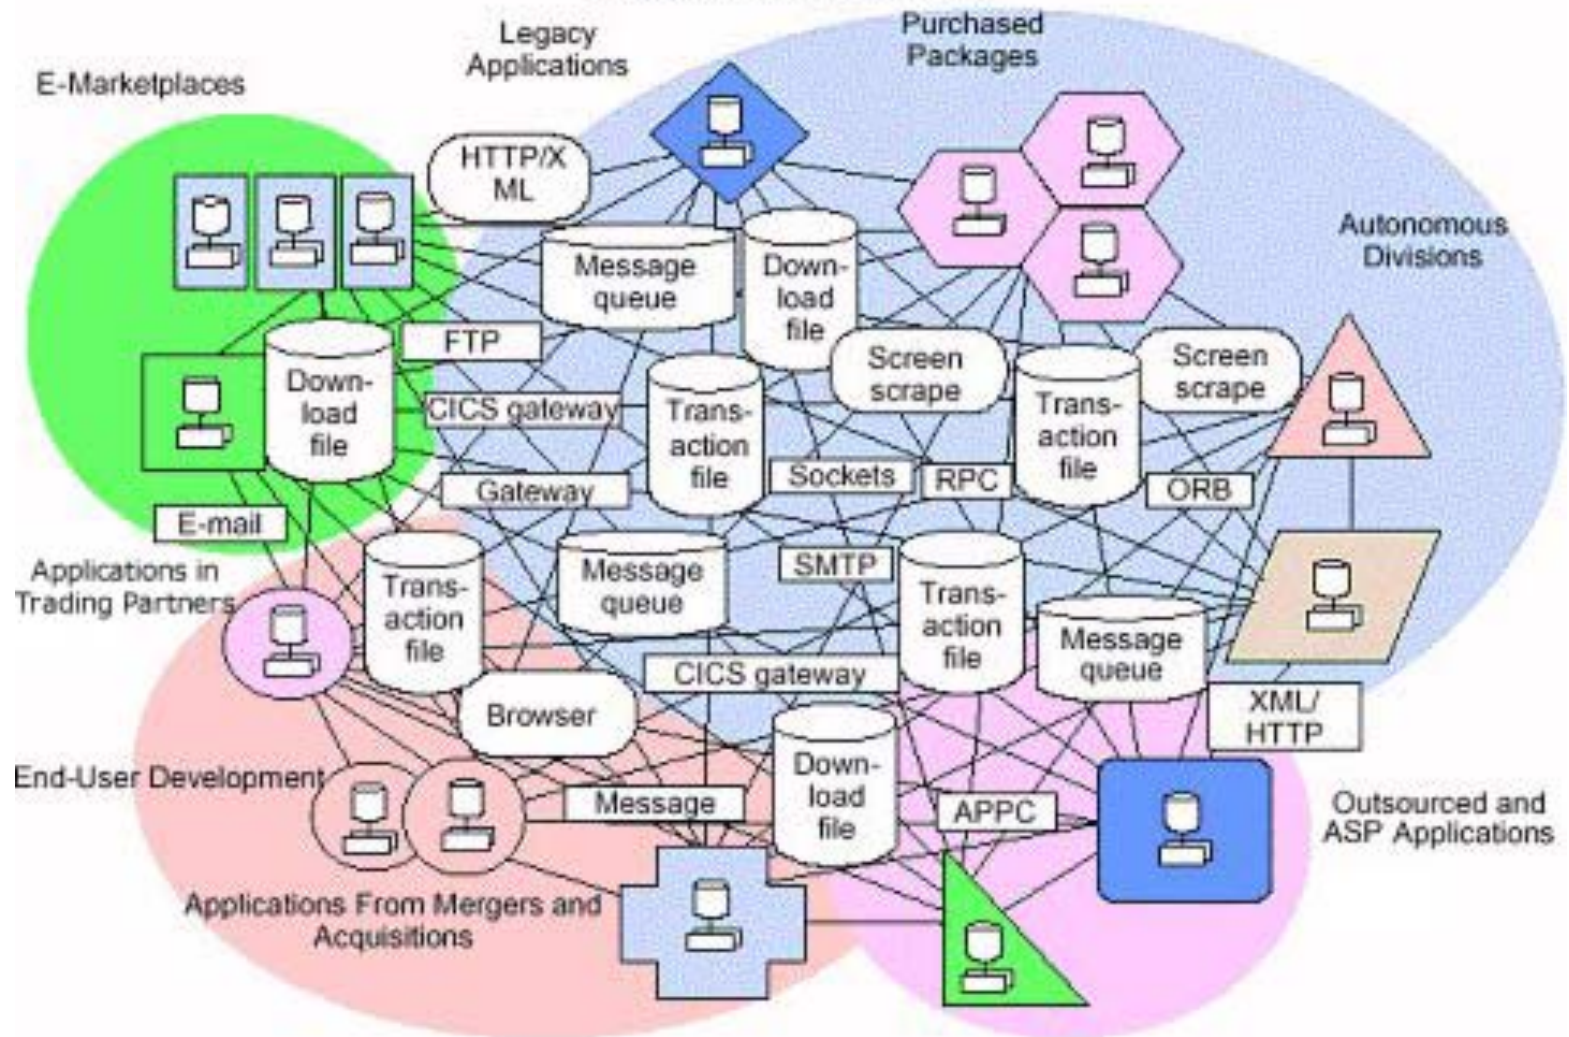 Legacy
Applications
Purchased
Packages
E-Marketplaces
HTTP/X
ML
Autonomous
Divisions
Message
queue
Down-
load
file
FTP
Screen
scrape
Screen
scrape
Down-
load
file
CICS gateway
Trans-
action
file
Trans-
action
file
Sockets
RPC
ORB
Gateway
E-mail
SMTP
Applications in
Trading Partners
Trans-
action
file
Message
queue
Trans-
action
file
Message
queue
CICS gateway
Browser
XML/
HTTP
End-User Development
Down-
load
file
Message
APPC
Outsourced and
ASP Applications
Applications From Mergers and
Acquisitions